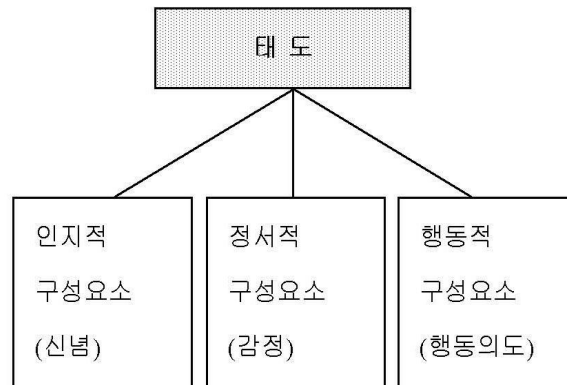 태 도
인지적
구성요소
(신념)
정서적
구성요소
(감정)
행동적
구성요소
(행동의도)